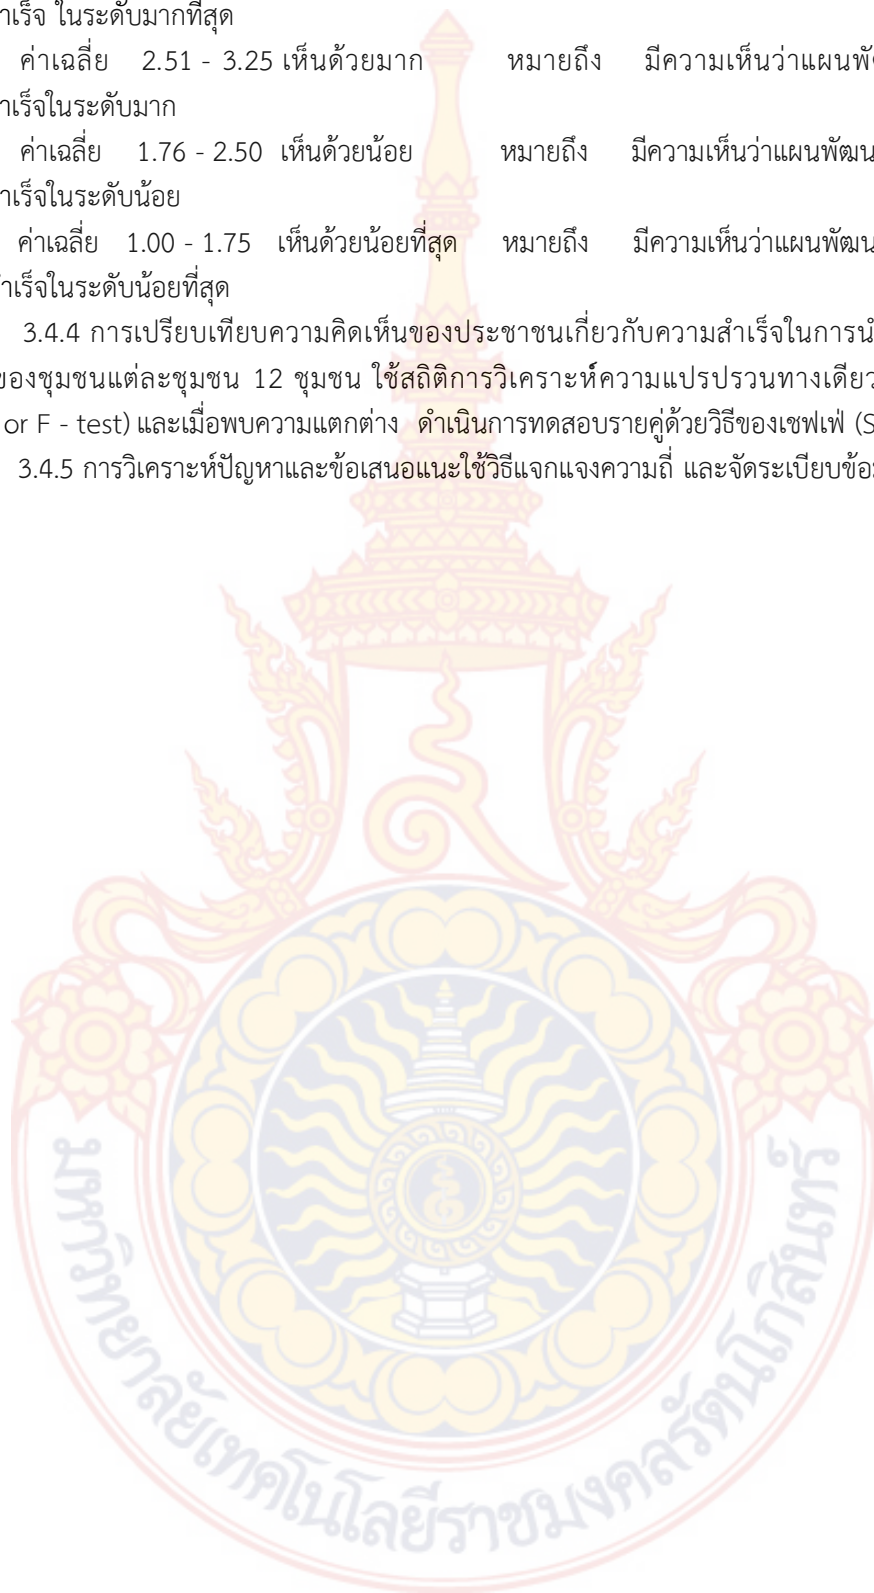 าเร็จ ในระดับมากที่สุด
ค่าเฉลี่ย 2.51 - 3.25 เห็นด้วยมาก หมายถึง มีความเห็นว่าแผนพั
าเร็จในระดับมาก
ค่าเฉลี่ย 1.76 - 2.50 เห็นด้วยน้อย หมายถึง มีความเห็นว่าแผนพัฒน
าเร็จในระดับน้อย
ค่าเฉลี่ย 1.00 - 1.75 เห็นด้วยน้อยที่สุด หมายถึง มีความเห็นว่าแผนพัฒน
าเร็จในระดับน้อยที่สุด
3.4.4 การเปรียบเทียบความคิดเห็นของประชาชนเกี่ยวกับความสำเร็จในการนำ
ของชุมชนแต่ละชุมชน 12 ชุมชน ใช้สถิติการวิเคราะห์ความแปรปรวนทางเดียว
or F - test) และเมื่อพบความแตกต่าง ดำเนินการทดสอบรายคู่ด้วยวิธีของเชฟเฟ่ (S
3.4.5 การวิเคราะห์ปัญหาและข้อเสนอแนะใช้วิธีแจกแจงความถี่ และจัดระเบียบข้อ
มหาวิทยาลัยเทคโนโลยีราชมงคลรัตนโกสินทร์